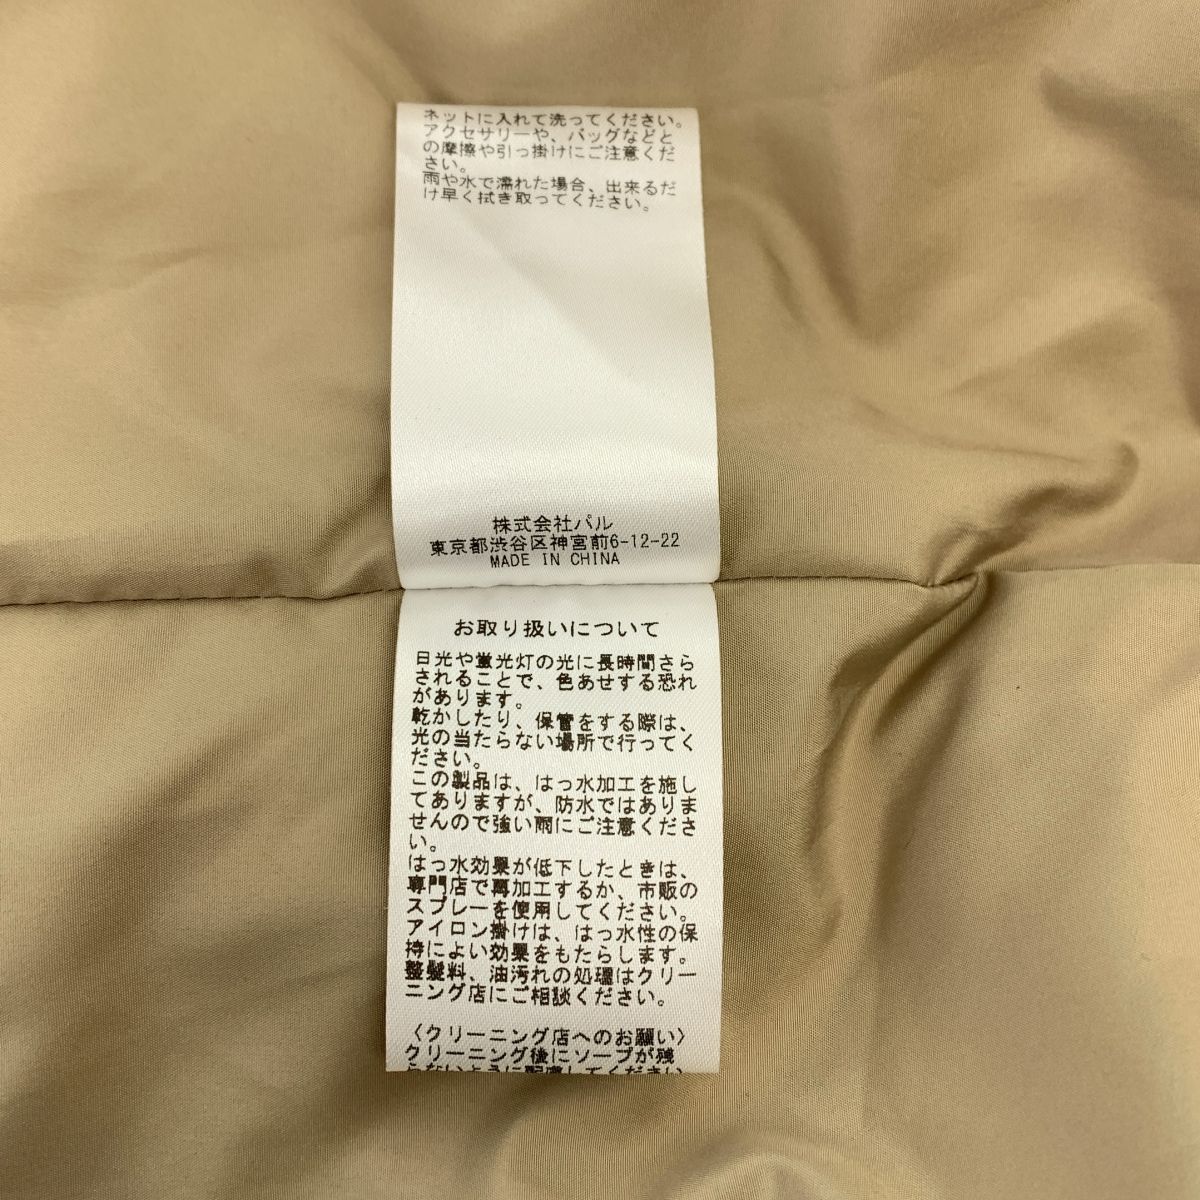 ネットに入れて洗ってください。
アクセサリーや、バッグなどと
の摩擦や引っ掛けにご注意くだ
さい。
雨や水で濡れた場合、出来るだ
け早く拭き取ってください。
株式会社パル
東京都渋谷区神宮前6-12-22
MADE IN CHINA
お取り扱いについて
日光や蛍光灯の光に長時間さら
されることで、色あせする恐れ
があります。
乾かしたり、保管をする際は、
光の当たらない場所で行ってく
ださい。
この製品は、はっ水加工を施し
てありますが、防水ではありま
せんので強い雨にご注意くださ
い。
はっ水効果が低下したときは、
専門店で再加工するか、市販の
スプレーを使用してください。
アイロン掛けは、はっ水性の保
持によい効果をもたらします。
整髪料、油汚れの処理はクリー
ニング店にご相談ください。
〈クリーニング店へのお願い〉
クリーニング後にソープが残
らないように配慮してください